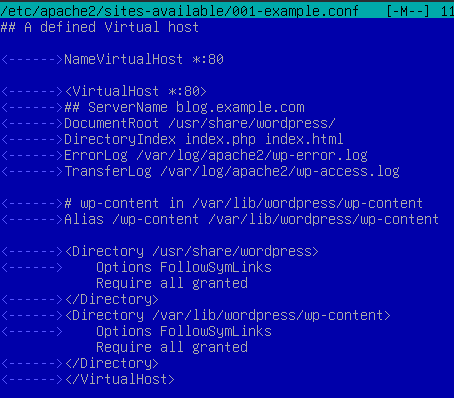 /etc/apache2/sites-available/001-example.conf [-M--] 11
## A defined Virtual host
<------>NameVirtualHost *:80
<------><VirtualHost *:80>
<------>## ServerName blog.example.com
<------>DocumentRoot /usr/share/wordpress/
<------>DirectoryIndex index.php index.html
<------>ErrorLog /var/log/apache2/wp-error.log
<------>TransferLog /var/log/apache2/wp-access.log
<------># wp-content in /var/lib/wordpress/wp-content
<------>Alias /wp-content /var/lib/wordpress/wp-content
<------><Directory /usr/share/wordpress>
<------>    Options FollowSymLinks
<------>    Require all granted
<------></Directory>
<------><Directory /var/lib/wordpress/wp-content>
<------>    Options FollowSymLinks
<------>    Require all granted
<------></Directory>
<------></VirtualHost>